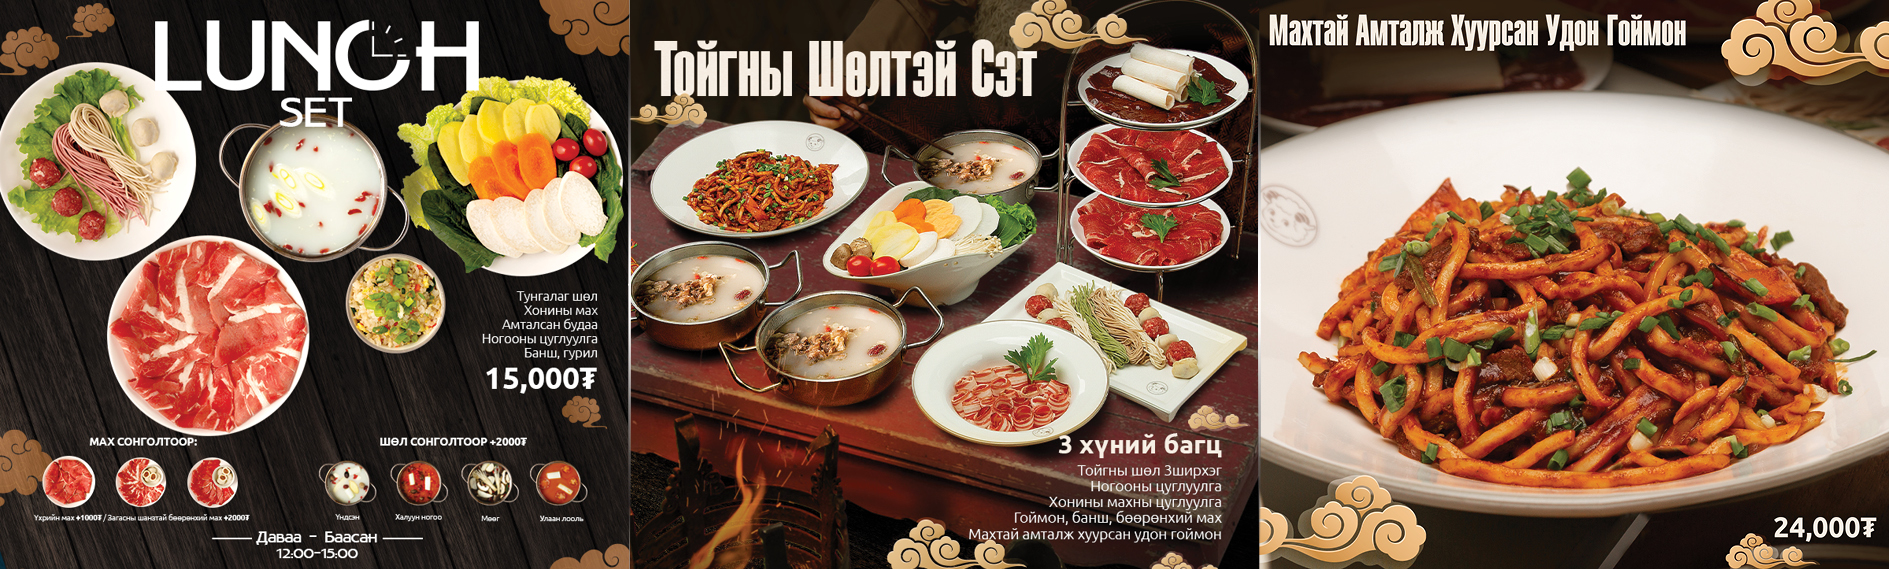 LUNCH
SET
Тунгалаг шөл
Хонины мах
Амталсан будаа
Ногооны цуглуулга
Банш, гурил
15,000₮
МАХ СОНГОЛТООР:
Үхрийн мах +1000₮ / Загасны шанзтай бөөрөнхий мах +2000₮
ШӨЛ СОНГОЛТООР +2000₮
Үндсэн
Халуун ногоо
Мөөг
Улаан лооль
Даваа - Баасан
12:00-15:00
Тойгны Шөлтэй Сэт
3 хүний багц
Тойгны шөл 3ширхэг
Ногооны цуглуулга
Хонины махны цуглуулга
Гоймон, банш, бөөрөнхий мах
Махтай амталж хуурсан удон гоймон
Махтай Амталж Хуурсан Удон Гоймон
24,000₮